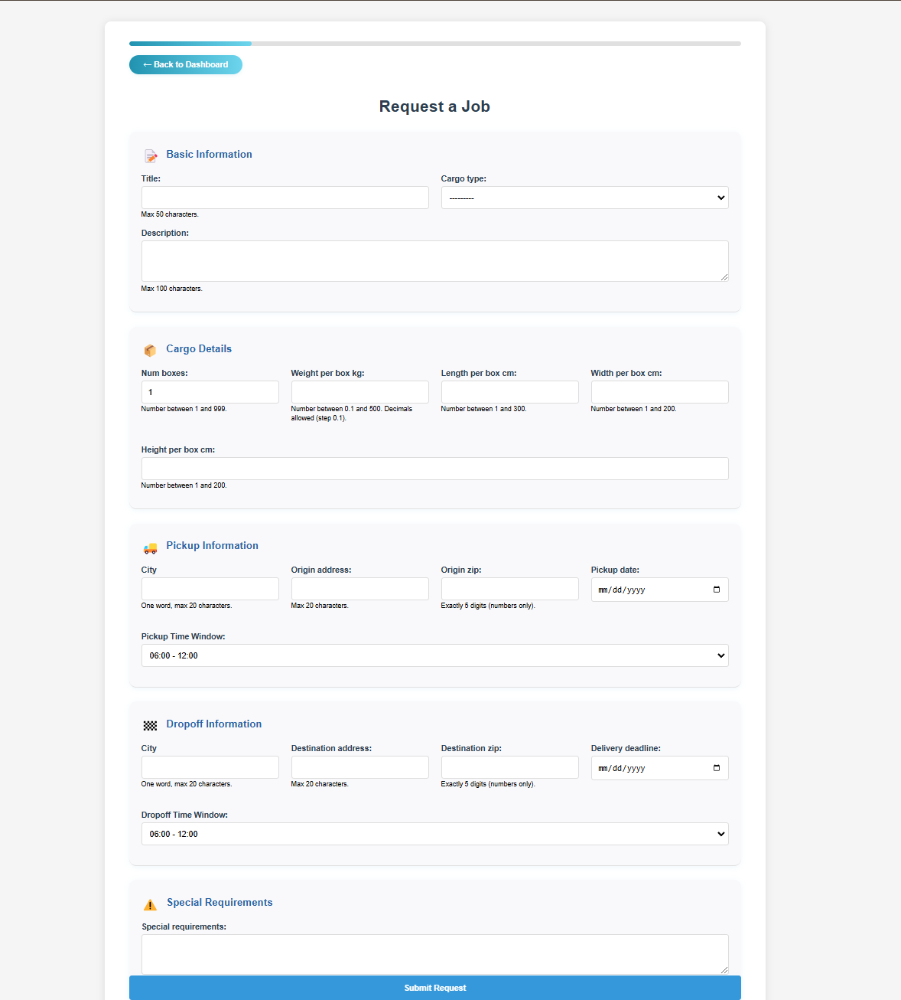 ← Back to Dashboard
Request a Job
Basic Information
Title:
Cargo type:
---------
Max 50 characters.
Description:
Max 100 characters.
Cargo Details
Num boxes:
Weight per box kg:
Length per box cm:
Width per box cm:
1
Number between 1 and 999.
Number between 0.1 and 500. Decimals
allowed (step 0.1).
Number between 1 and 300.
Number between 1 and 200.
Height per box cm:
Number between 1 and 200.
Pickup Information
City
Origin address:
Origin zip:
Pickup date:
mm/dd/yyyy
One word, max 20 characters.
Max 20 characters.
Exactly 5 digits (numbers only).
Pickup Time Window:
06:00 - 12:00
Dropoff Information
City
Destination address:
Destination zip:
Delivery deadline:
mm/dd/yyyy
One word, max 20 characters.
Max 20 characters.
Exactly 5 digits (numbers only).
Dropoff Time Window:
06:00 - 12:00
Special Requirements
Special requirements:
Submit Request